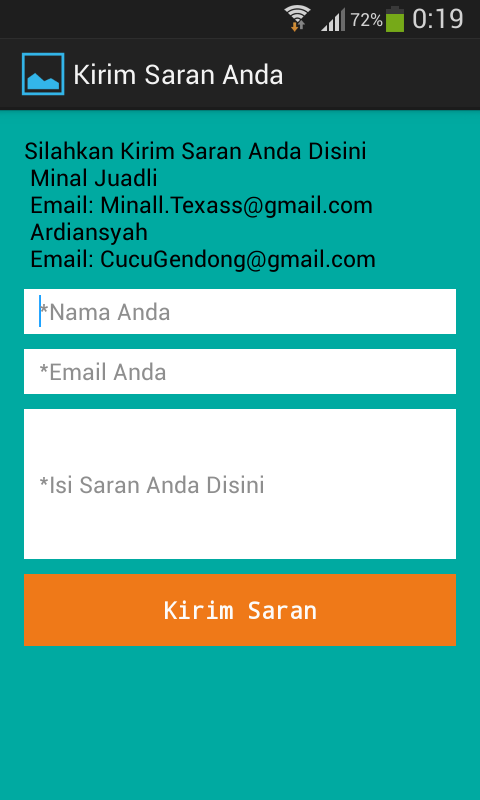 72% 0:19
Kirim Saran Anda
Silahkan Kirim Saran Anda Disini
Minal Juadli
Email: Minall.Texass@gmail.com
Ardiansyah
Email: CucuGendong@gmail.com
*Nama Anda
*Email Anda
*Isi Saran Anda Disini
Kirim Saran